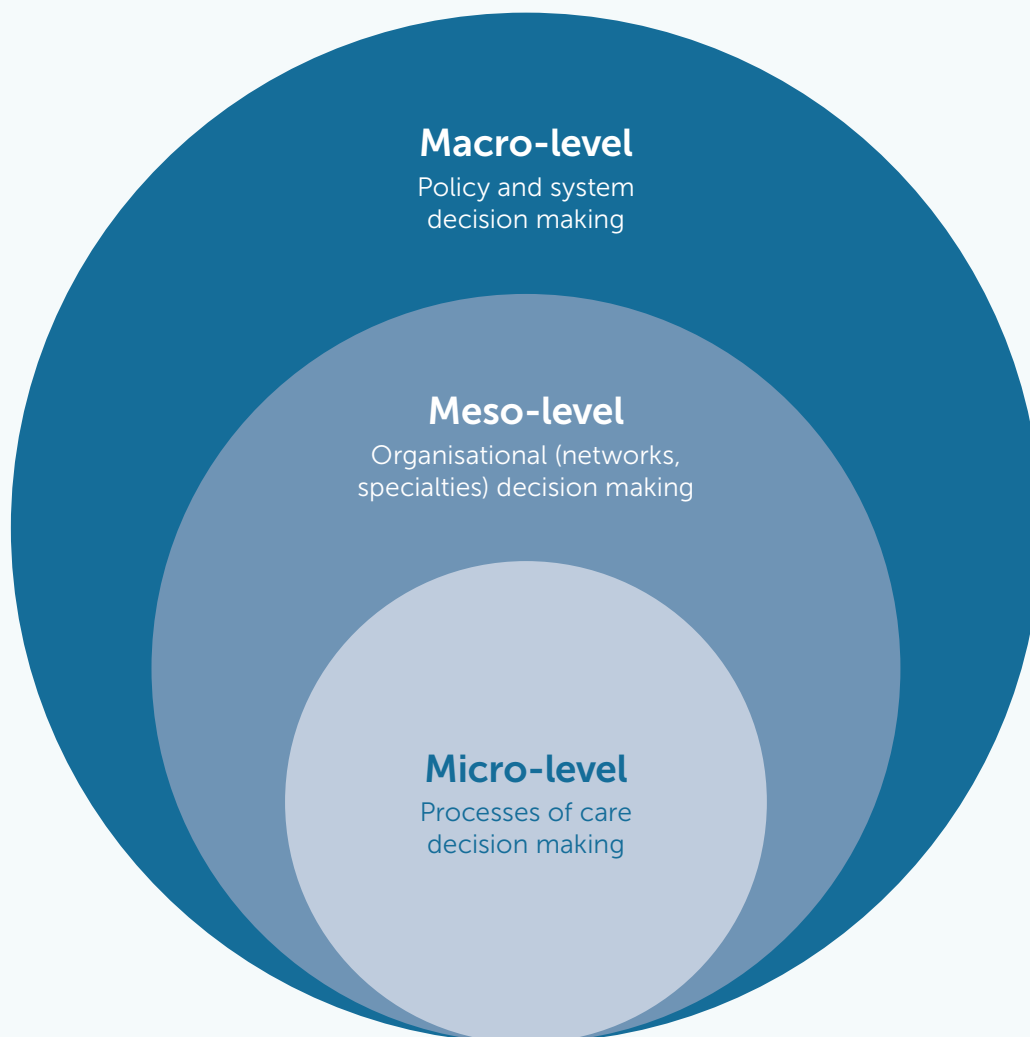 Macro-level
Policy and system
decision making
Meso-level
Organisational (networks,
specialties) decision making
Micro-level
Processes of care
decision making